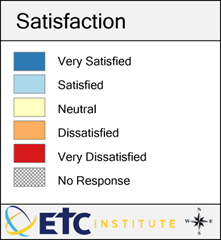 Satisfaction
Very Satisfied
Satisfied
Neutral
Dissatisfied
Very Dissatisfied
No Response
ETC INSTITUTE